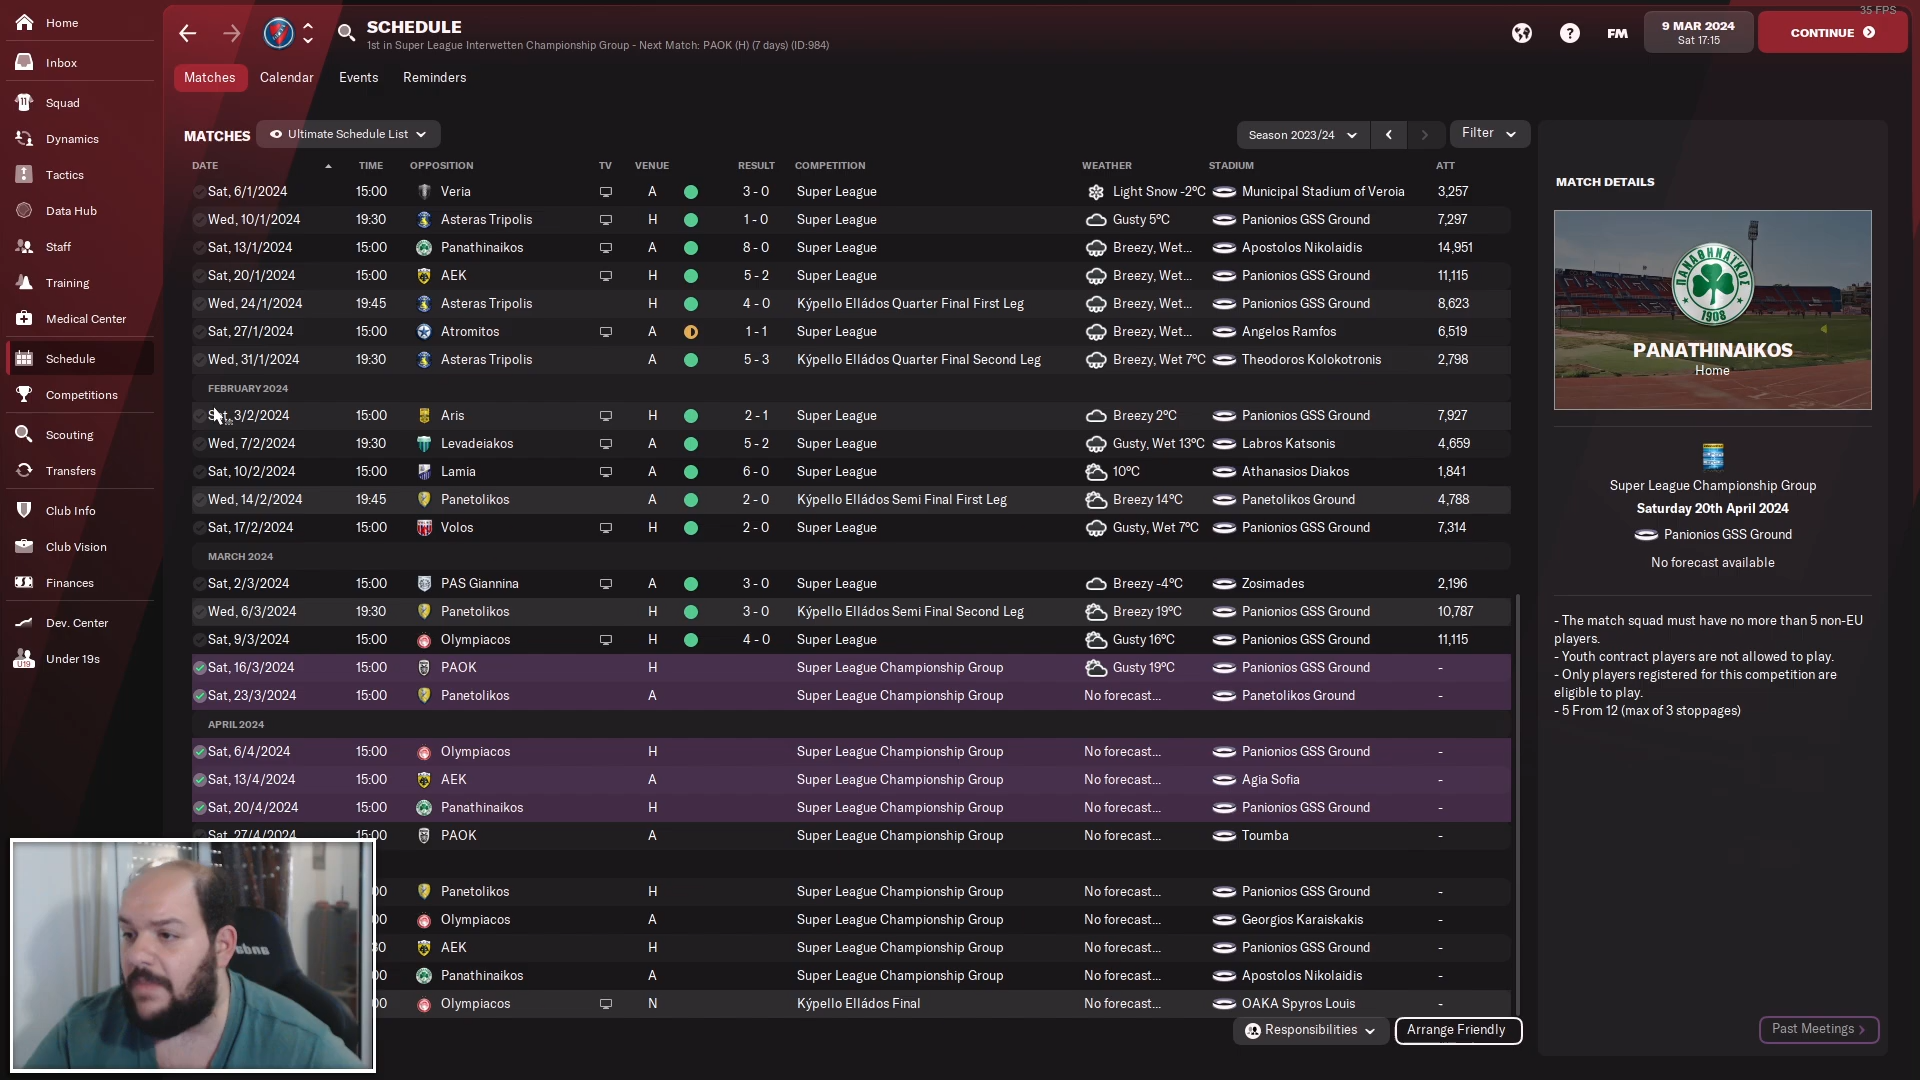 35 FPS
Home
SCHEDULE
1st in Super League Interwetten Championship Group - Next Match: PAOK (H) (7 days) (ID:984)
FM
9 MAR 2024
Sat 17:15
CONTINUE
Inbox
Matches Calendar Events Reminders
Squad
Dynamics
Tactics
Data Hub
Staff
Training
Medical Center
Schedule
Competitions
Scouting
Transfers
Club Info
Club Vision
Finances
Dev. Center
Under 19s
MATCHES Ultimate Schedule List Season 2023/24 Filter
DATE TIME OPPOSITION TV VENUE RESULT COMPETITION WEATHER STADIUM ATT
Sat, 6/1/2024 15:00 Veria A 3 - 0 Super League Light Snow -2ºC Municipal Stadium of Veroia 3,257
Wed, 10/1/2024 19:30 Asteras Tripolis H 1 - 0 Super League Gusty 5ºC Panionios GSS Ground 7,297
Sat, 13/1/2024 15:00 Panathinaikos A 8 - 0 Super League Breezy, Wet... Apostolos Nikolaidis 14,951
Sat, 20/1/2024 15:00 AEK H 5 - 2 Super League Breezy, Wet... Panionios GSS Ground 11,115
Wed, 24/1/2024 19:45 Asteras Tripolis H 4 - 0 Kýpello Elládos Quarter Final First Leg Breezy, Wet... Panionios GSS Ground 8,623
Sat, 27/1/2024 15:00 Atromitos A 1 - 1 Super League Breezy, Wet... Angelos Ramfos 6,519
Wed, 31/1/2024 19:30 Asteras Tripolis A 5 - 3 Kýpello Elládos Quarter Final Second Leg Breezy, Wet 7ºC Theodoros Kolokotronis 2,798
FEBRUARY 2024
Sat, 3/2/2024 15:00 Aris H 2 - 1 Super League Breezy 2ºC Panionios GSS Ground 7,927
Wed, 7/2/2024 19:30 Levadeiakos A 5 - 2 Super League Gusty, Wet 13ºC Labros Katsonis 4,659
Sat, 10/2/2024 15:00 Lamia A 6 - 0 Super League 10ºC Athanasios Diakos 1,841
Wed, 14/2/2024 19:45 Panetolikos A 2 - 0 Kýpello Elládos Semi Final First Leg Breezy 14ºC Panetolikos Ground 4,788
Sat, 17/2/2024 15:00 Volos H 2 - 0 Super League Gusty, Wet 7ºC Panionios GSS Ground 7,314
MARCH 2024
Sat, 2/3/2024 15:00 PAS Giannina A 3 - 0 Super League Breezy -4ºC Zosimades 2,196
Wed, 6/3/2024 19:30 Panetolikos H 3 - 0 Kýpello Elládos Semi Final Second Leg Breezy 19ºC Panionios GSS Ground 10,787
Sat, 9/3/2024 15:00 Olympiacos H 4 - 0 Super League Gusty 16ºC Panionios GSS Ground 11,115
Sat, 16/3/2024 15:00 PAOK H Super League Championship Group Gusty 19ºC Panionios GSS Ground -
Sat, 23/3/2024 15:00 Panetolikos A Super League Championship Group No forecast... Panetolikos Ground -
APRIL 2024
Sat, 6/4/2024 15:00 Olympiacos H Super League Championship Group No forecast... Panionios GSS Ground -
Sat, 13/4/2024 15:00 AEK A Super League Championship Group No forecast... Agia Sofia -
Sat, 20/4/2024 15:00 Panathinaikos H Super League Championship Group No forecast... Panionios GSS Ground -
Sat, 27/4/2024 15:00 PAOK A Super League Championship Group No forecast... Toumba -
00 Panetolikos H Super League Championship Group No forecast... Panionios GSS Ground -
00 Olympiacos A Super League Championship Group No forecast... Georgios Karaiskakis -
30 AEK H Super League Championship Group No forecast... Panionios GSS Ground -
00 Panathinaikos A Super League Championship Group No forecast... Apostolos Nikolaidis -
00 Olympiacos N Kýpello Elládos Final No forecast... OAKA Spyros Louis -
Responsibilities Arrange Friendly
MATCH DETAILS
ΠΑΝΑΘΗΝΑΪΚΟΣ
1908
PANATHINAIKOS
Home
Super League Championship Group
Saturday 20th April 2024
Panionios GSS Ground
No forecast available
- The match squad must have no more than 5 non-EU
players.
- Youth contract players are not allowed to play.
- Only players registered for this competition are
eligible to play.
- 5 From 12 (max of 3 stoppages)
Past Meetings